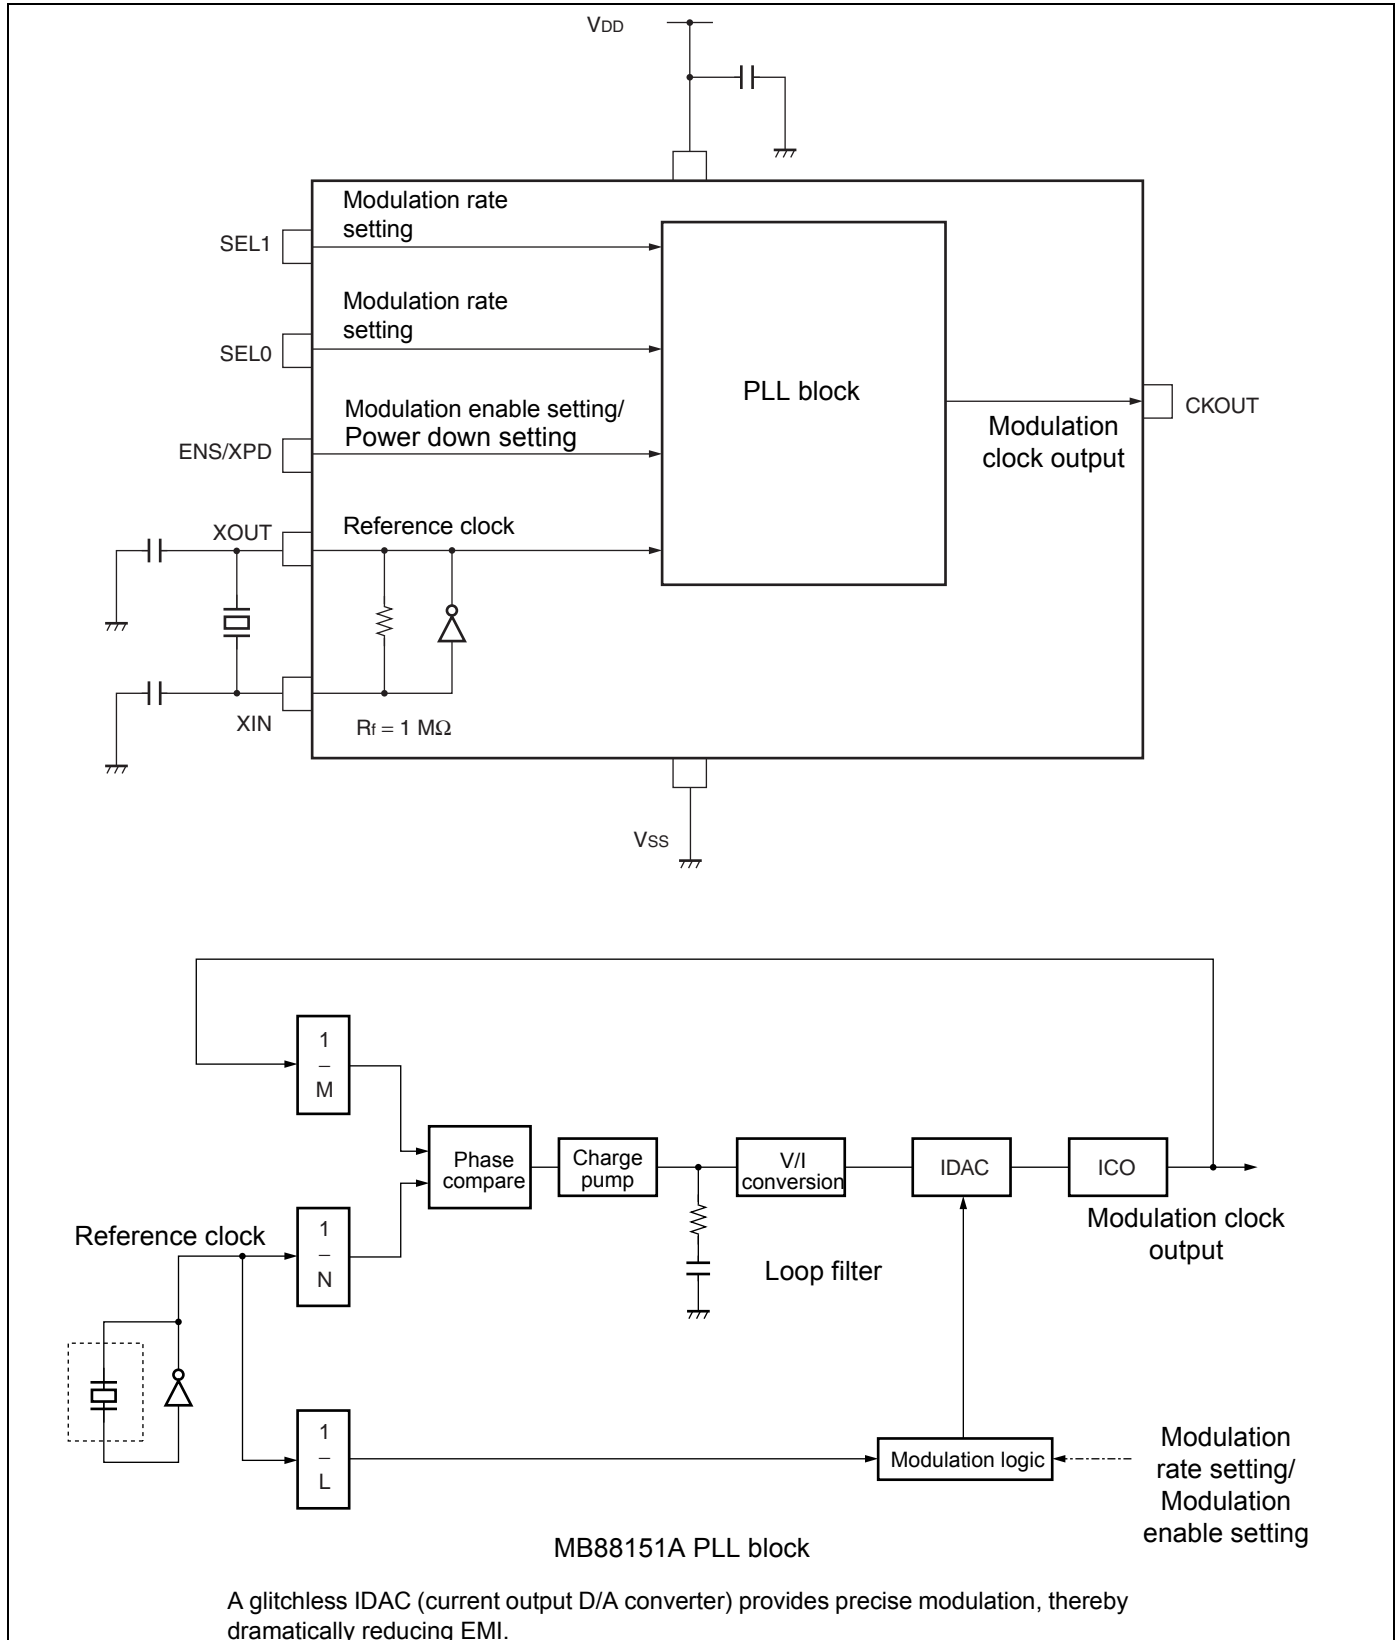 VDD
Modulation rate
setting
SEL1
Modulation rate
setting
SEL0
PLL block
Modulation enable setting/
Power down setting
ENS/XPD
CKOUT
Modulation
clock output
XOUT
Reference clock
XIN
Rf = 1 MΩ
VSS
1
M
Phase
compare
Charge
pump
V/I
conversion
IDAC
ICO
Reference clock
1
N
Loop filter
Modulation clock
output
1
L
Modulation logic
Modulation
rate setting/
Modulation
enable setting
MB88151A PLL block
A glitchless IDAC (current output D/A converter) provides precise modulation, thereby
dramatically reducing EMI.